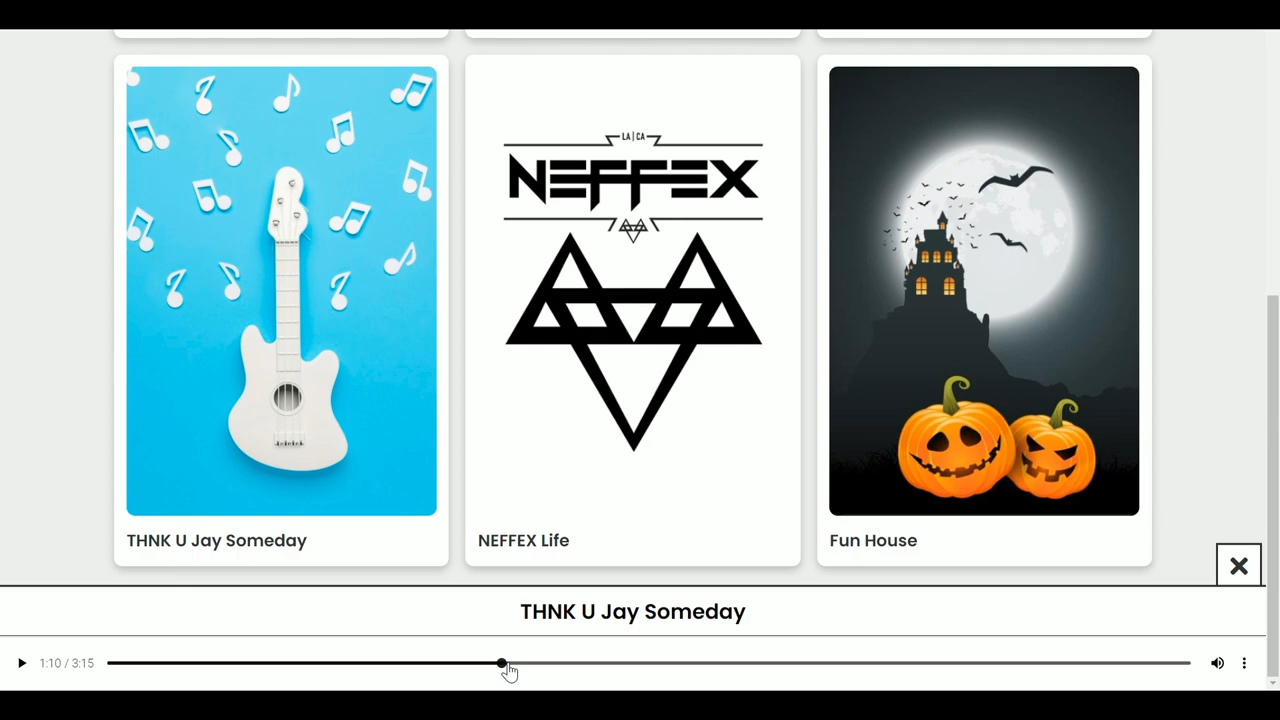 LA|CA
NEFFEX
THNK U Jay Someday
NEFFEX Life
Fun House
THNK U Jay Someday
1:10 / 3:15